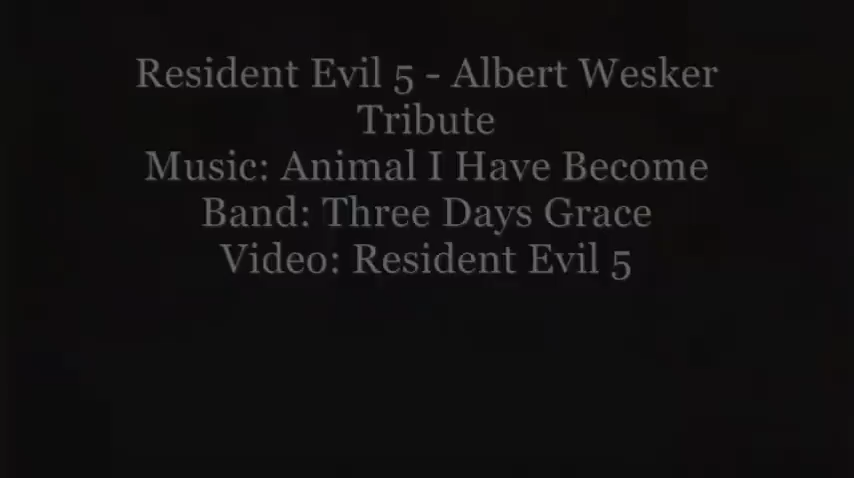 Resident Evil 5 - Albert Wesker
Tribute
Music: Animal I Have Become
Band: Three Days Grace
Video: Resident Evil 5